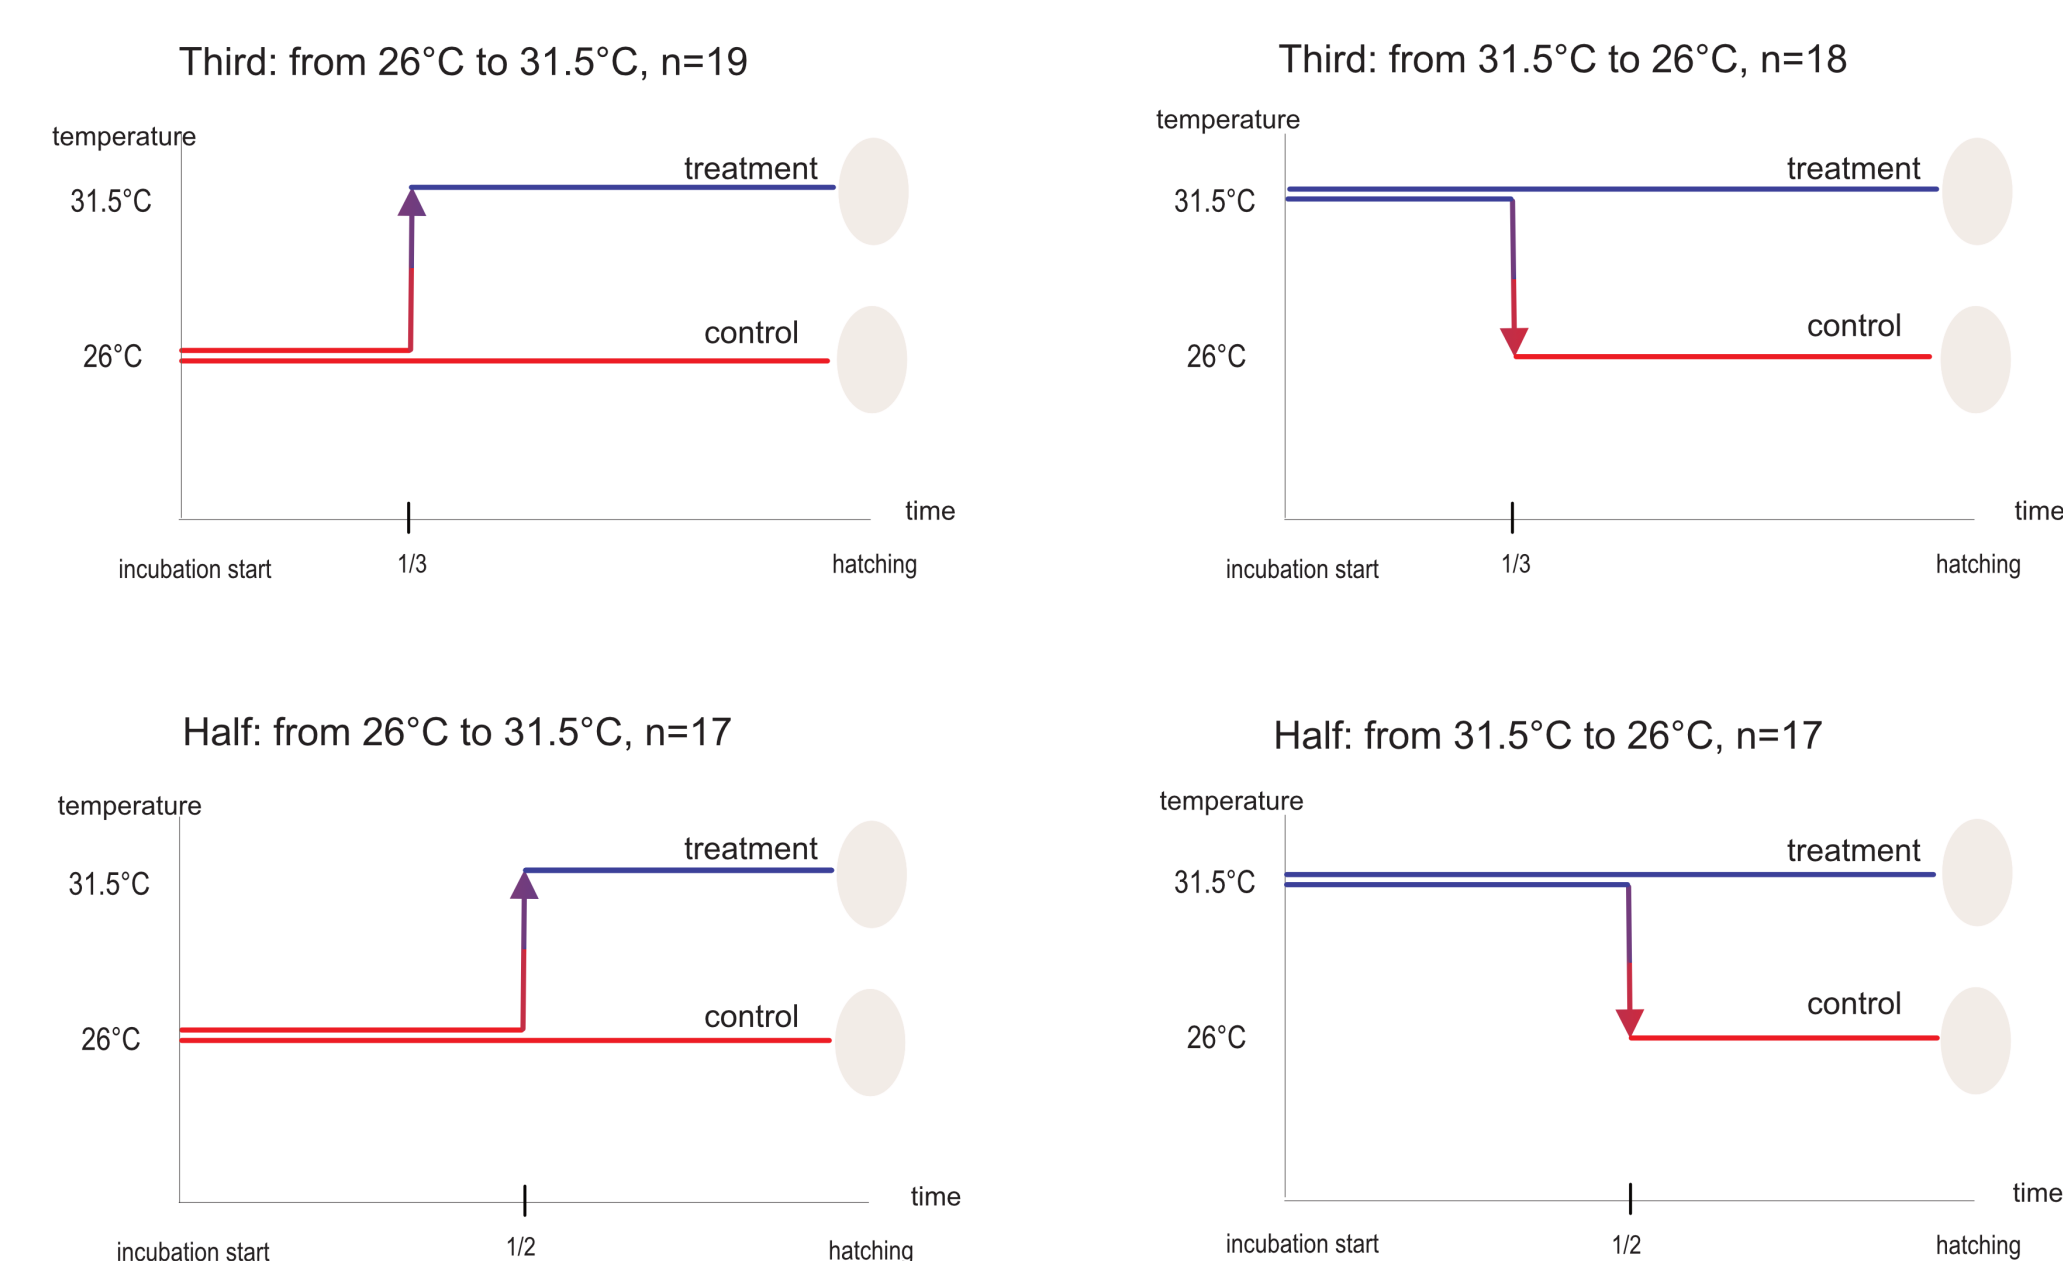 Third: from 26°C to 31.5°C, n=19
temperature
31.5°C
treatment
control
26°C
time
incubation start
1/3
hatching
Third: from 31.5°C to 26°C, n=18
temperature
31.5°C
treatment
control
26°C
time
incubation start
1/3
hatching
Half: from 26°C to 31.5°C, n=17
temperature
31.5°C
treatment
control
26°C
time
incubation start
1/2
hatching
Half: from 31.5°C to 26°C, n=17
temperature
31.5°C
treatment
control
26°C
time
incubation start
1/2
hatching